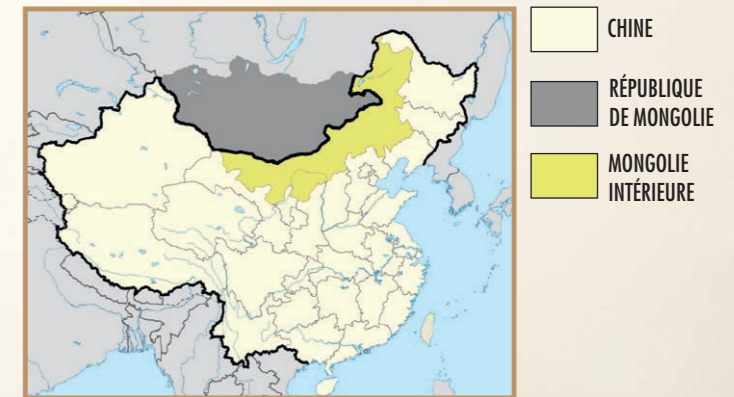 CHINE
RÉPUBLIQUE
DE MONGOLIE
MONGOLIE
INTÉRIEURE